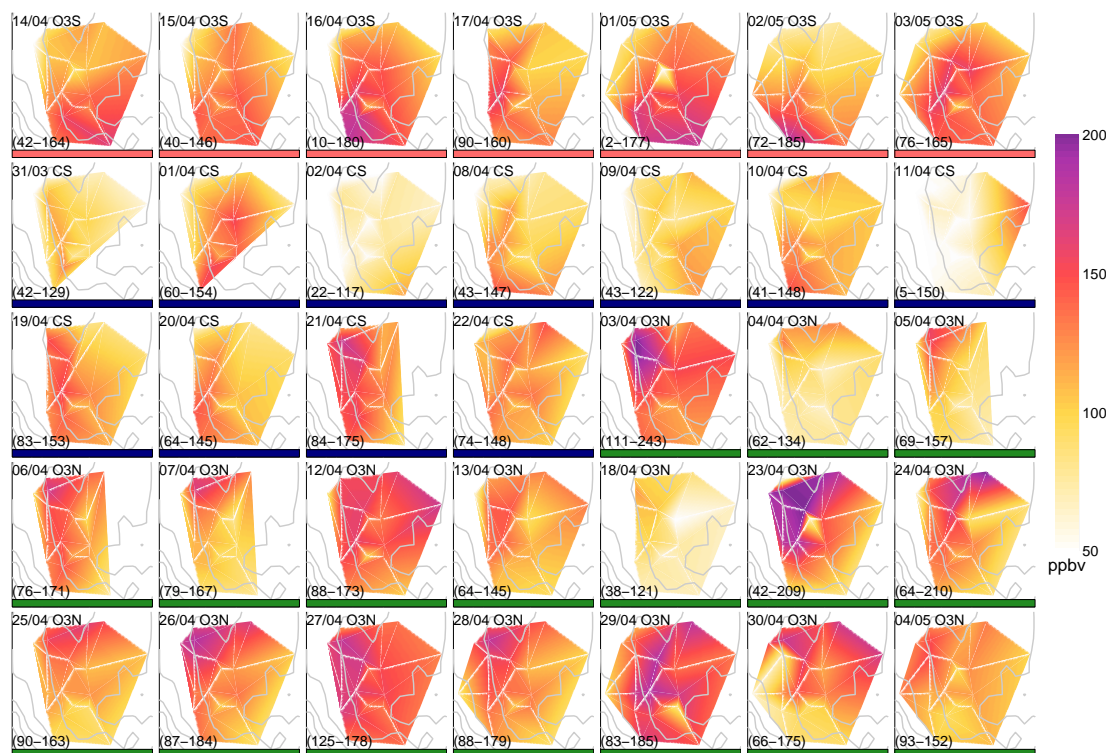 14/04 O3S
15/04 O3S
16/04 O3S
17/04 O3S
01/05 O3S
02/05 O3S
03/05 O3S
(42−164)
(40−146)
(10−180)
(90−160)
(2−177)
(72−185)
(76−165)
31/03 CS
01/04 CS
02/04 CS
08/04 CS
09/04 CS
10/04 CS
11/04 CS
(42−129)
(60−154)
(22−117)
(43−147)
(43−122)
(41−148)
(5−150)
19/04 CS
20/04 CS
21/04 CS
22/04 CS
03/04 O3N
04/04 O3N
05/04 O3N
(83−153)
(64−145)
(84−175)
(74−148)
(111−243)
(62−134)
(69−157)
06/04 O3N
07/04 O3N
12/04 O3N
13/04 O3N
18/04 O3N
23/04 O3N
24/04 O3N
(76−171)
(79−167)
(88−173)
(64−145)
(38−121)
(42−209)
(64−210)
25/04 O3N
26/04 O3N
27/04 O3N
28/04 O3N
29/04 O3N
30/04 O3N
04/05 O3N
(90−163)
(87−184)
(125−178)
(88−179)
(83−185)
(66−175)
(93−152)
200
150
100
50
ppbv